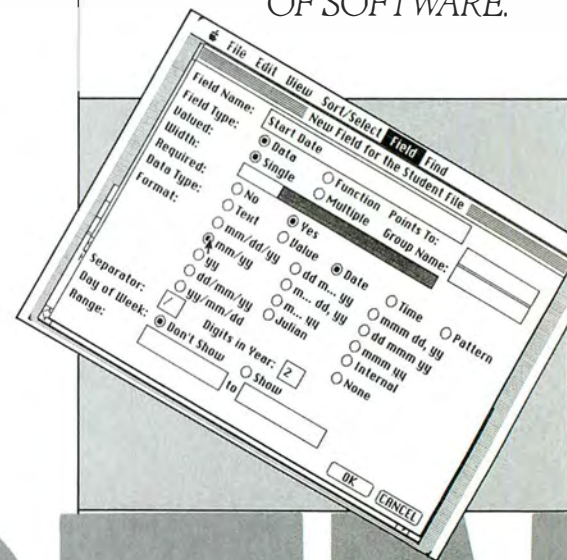 OF SOFTWARE.
File Edit View Sort/Select Field Find
New Field for the Student File
Field Name: Start Date
Field Type: Data Function Points To:
Valued: Single Multiple Group Name:
Width:
Required: No Yes
Data Type: Text Value Date Time Pattern
Format: mm/dd/yy dd m... yy mmm dd, yy
mm/yy m... dd, yy dd mmm yy
yy m... yy mmm yy
dd/mm/yy Julian Internal
yy/mm/dd None
Separator: / Digits in Year: 2
Day of Week: Don't Show Show
Range: to
OK CANCEL